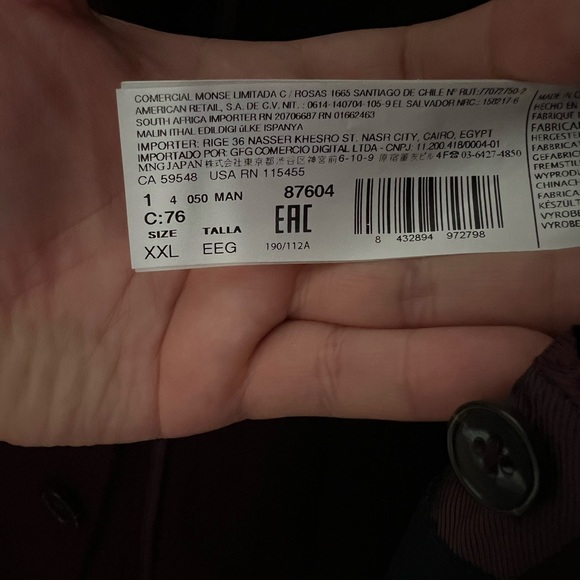 COMERCIAL MONSE LIMITADA C / ROSAS 1665 SANTIAGO DE CHILE Nº RUT:77072750-2
AMERICAN RETAIL, S.A. DE C.V. NIT. : 0614-140704-105-9 EL SALVADOR NRC.: 158217-6
SOUTH AFRICA IMPORTER RN 20706687 RN 01662463
MALIN ITHAL EDILDIGI üLKE ISPANYA
IMPORTER: RIGE 36 NASSER KHESRO ST. NASR CITY, CAIRO, EGYPT
IMPORTADO POR: GFG COMERCIO DIGITAL LTDA - CNPJ 11.200.418/0004-01
MNG JAPAN 株式会社 東京都渋谷区神宮前6-10-9 原宿董友ビル 4F☎03-6427-4850
CA 59548 USA RN 115455
1 4 050 MAN 87604
C:76
SIZE TALLA EAC
XXL EEG 190/112A
8 432894 972798
MADE IN
HECHO EN
FABRIQUÉ
FABRICA
HERGESTE
FABBRICA
GEFABRIC
FREMSTIL
WYPRODU
CHINACH
FABRICA
KÉSZÜLT
VYROBE
VYROBE